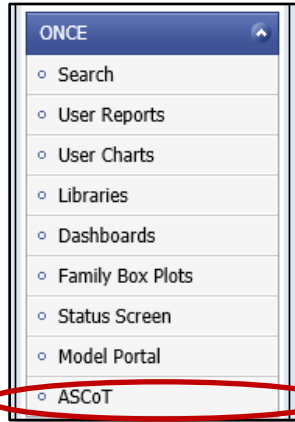 ONCE
Search
User Reports
User Charts
Libraries
Dashboards
Family Box Plots
Status Screen
Model Portal
ASCoT